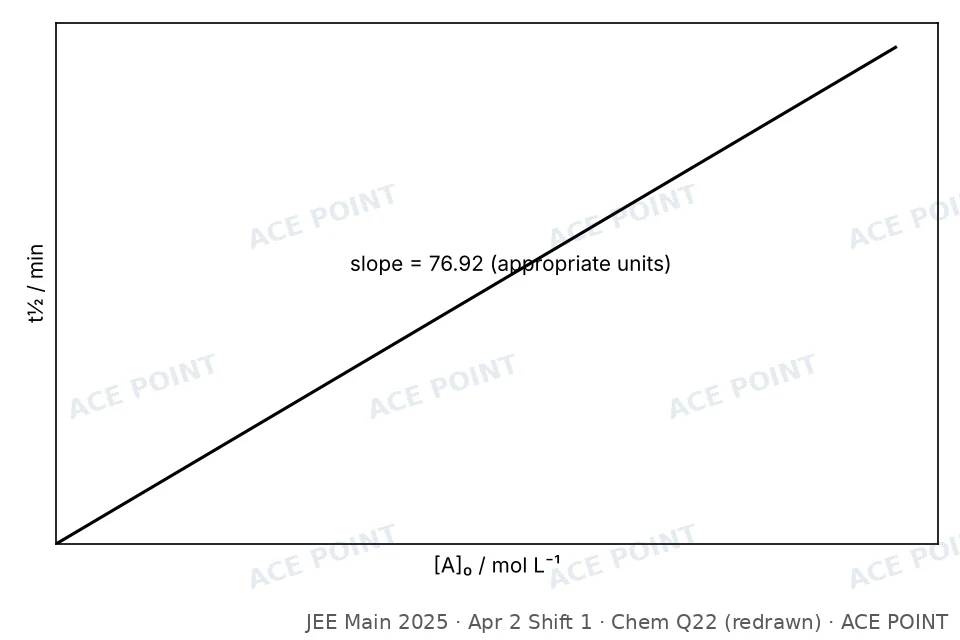 ACE POINT
ACE POINT
ACE POINT
slope = 76.92 (appropriate units)
t½ / min
ACE POINT
ACE POINT
ACE POINT
ACE POINT
ACE POINT
ACE POINT
[A]₀ / mol L⁻¹
JEE Main 2025 · Apr 2 Shift 1 · Chem Q22 (redrawn) · ACE POINT